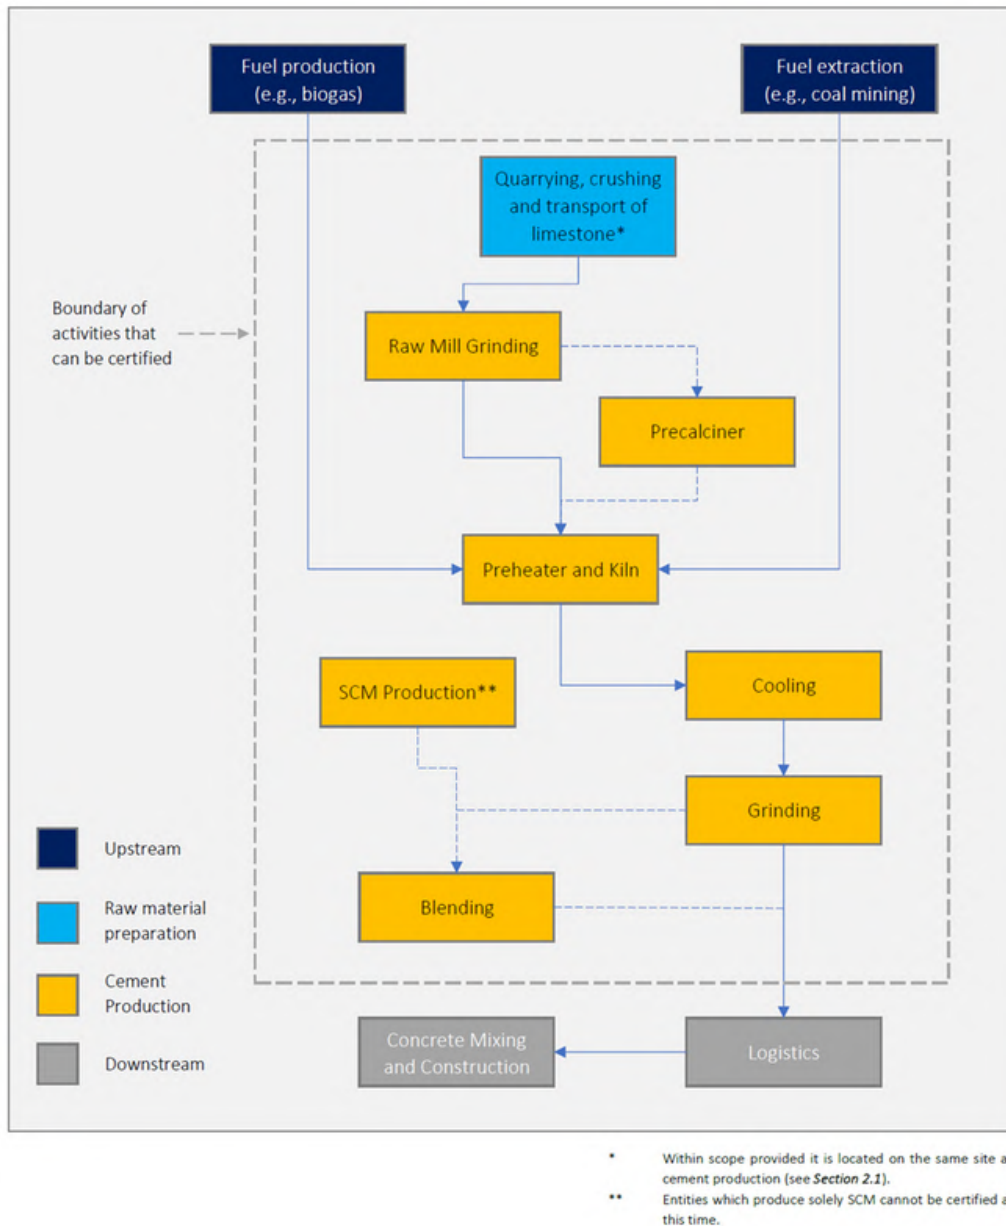 Fuel production
(e.g., biogas)
Fuel extraction
(e.g., coal mining)
Quarrying, crushing
and transport of
limestone*
Boundary of
activities that
can be certified
Raw Mill Grinding
Precalciner
Preheater and Kiln
SCM Production**
Cooling
Grinding
Blending
Upstream
Raw material
preparation
Cement
Production
Downstream
Concrete Mixing
and Construction
Logistics
* Within scope provided it is located on the same site
cement production (see Section 2.1).
** Entities which produce solely SCM cannot be certified
this time.